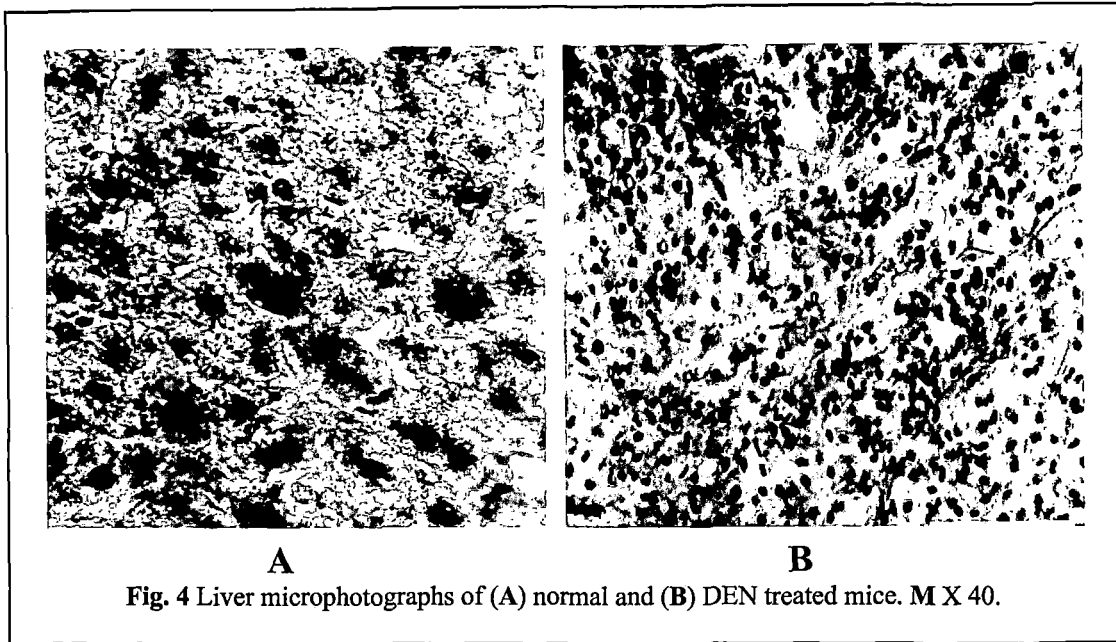 A
B
Fig. 4 Liver microphotographs of (A) normal and (B) DEN treated mice. M X 40.